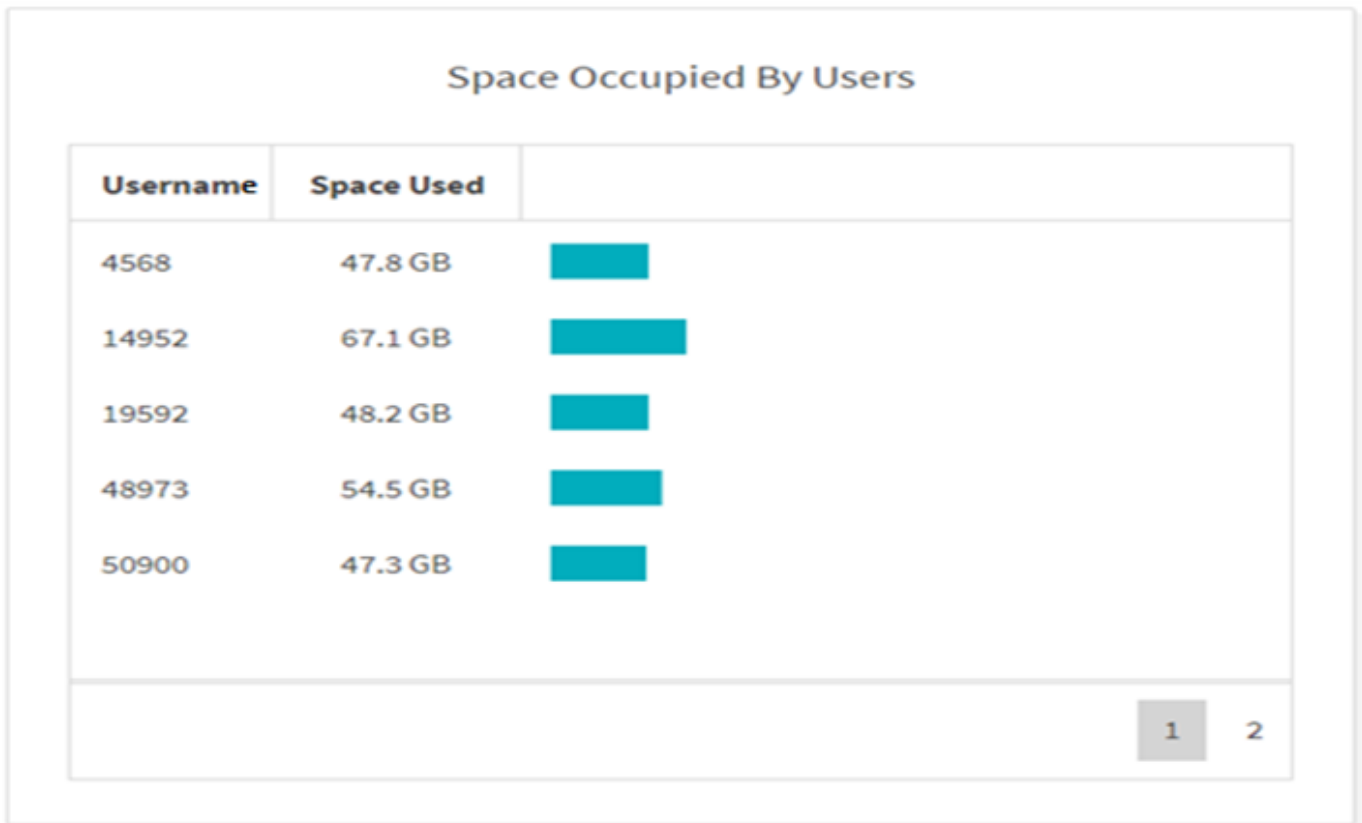 Space Occupied By Users
Username Space Used
4568 47.8 GB
14952 67.1 GB
19592 48.2 GB
48973 54.5 GB
50900 47.3 GB
1 2